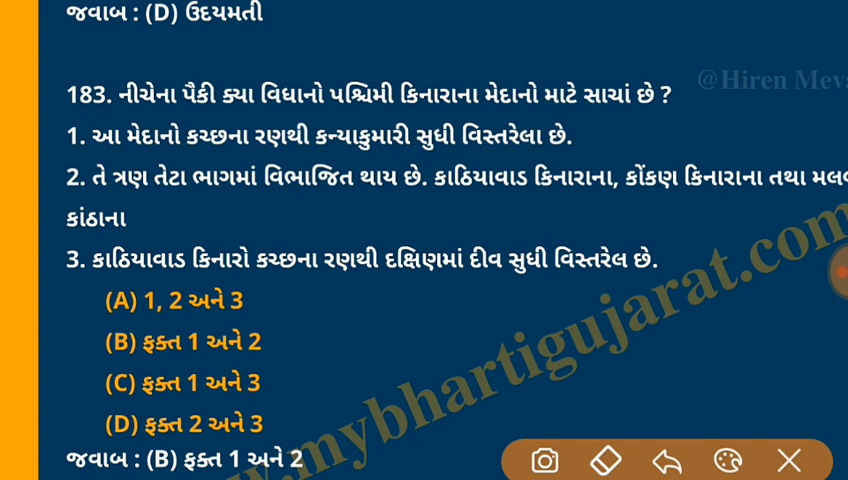 જવાબ : (D) ઉદયમતી
@Hiren
183. નીચેના પૈકી ક્યા વિધાનો પશ્ચિમી કિનારાના મેદાનો માટે સાચાં છે ?
1. આ મેદાનો કચ્છના રણથી કન્યાકુમારી સુધી વિસ્તરેલા છે.
2. તે ત્રણ તેટા ભાગમાં વિભાજિત થાય છે. કાઠિયાવાડ કિનારાના, કોંકણ કિનારાના તથા
કાંઠાના
3. કાઠિયાવાડ કિનારો કચ્છના રણથી દક્ષિણમાં દીવ સુધી વિસ્તરેલ છે.
(A) 1, 2 અને 3
(B) ફક્ત 1 અને 2
(C) ફક્ત 1 અને 3
(D) ફક્ત 2 અને 3
જવાબ : (B) ફક્ત 1 અને 2
w.mybhartigujarat.com